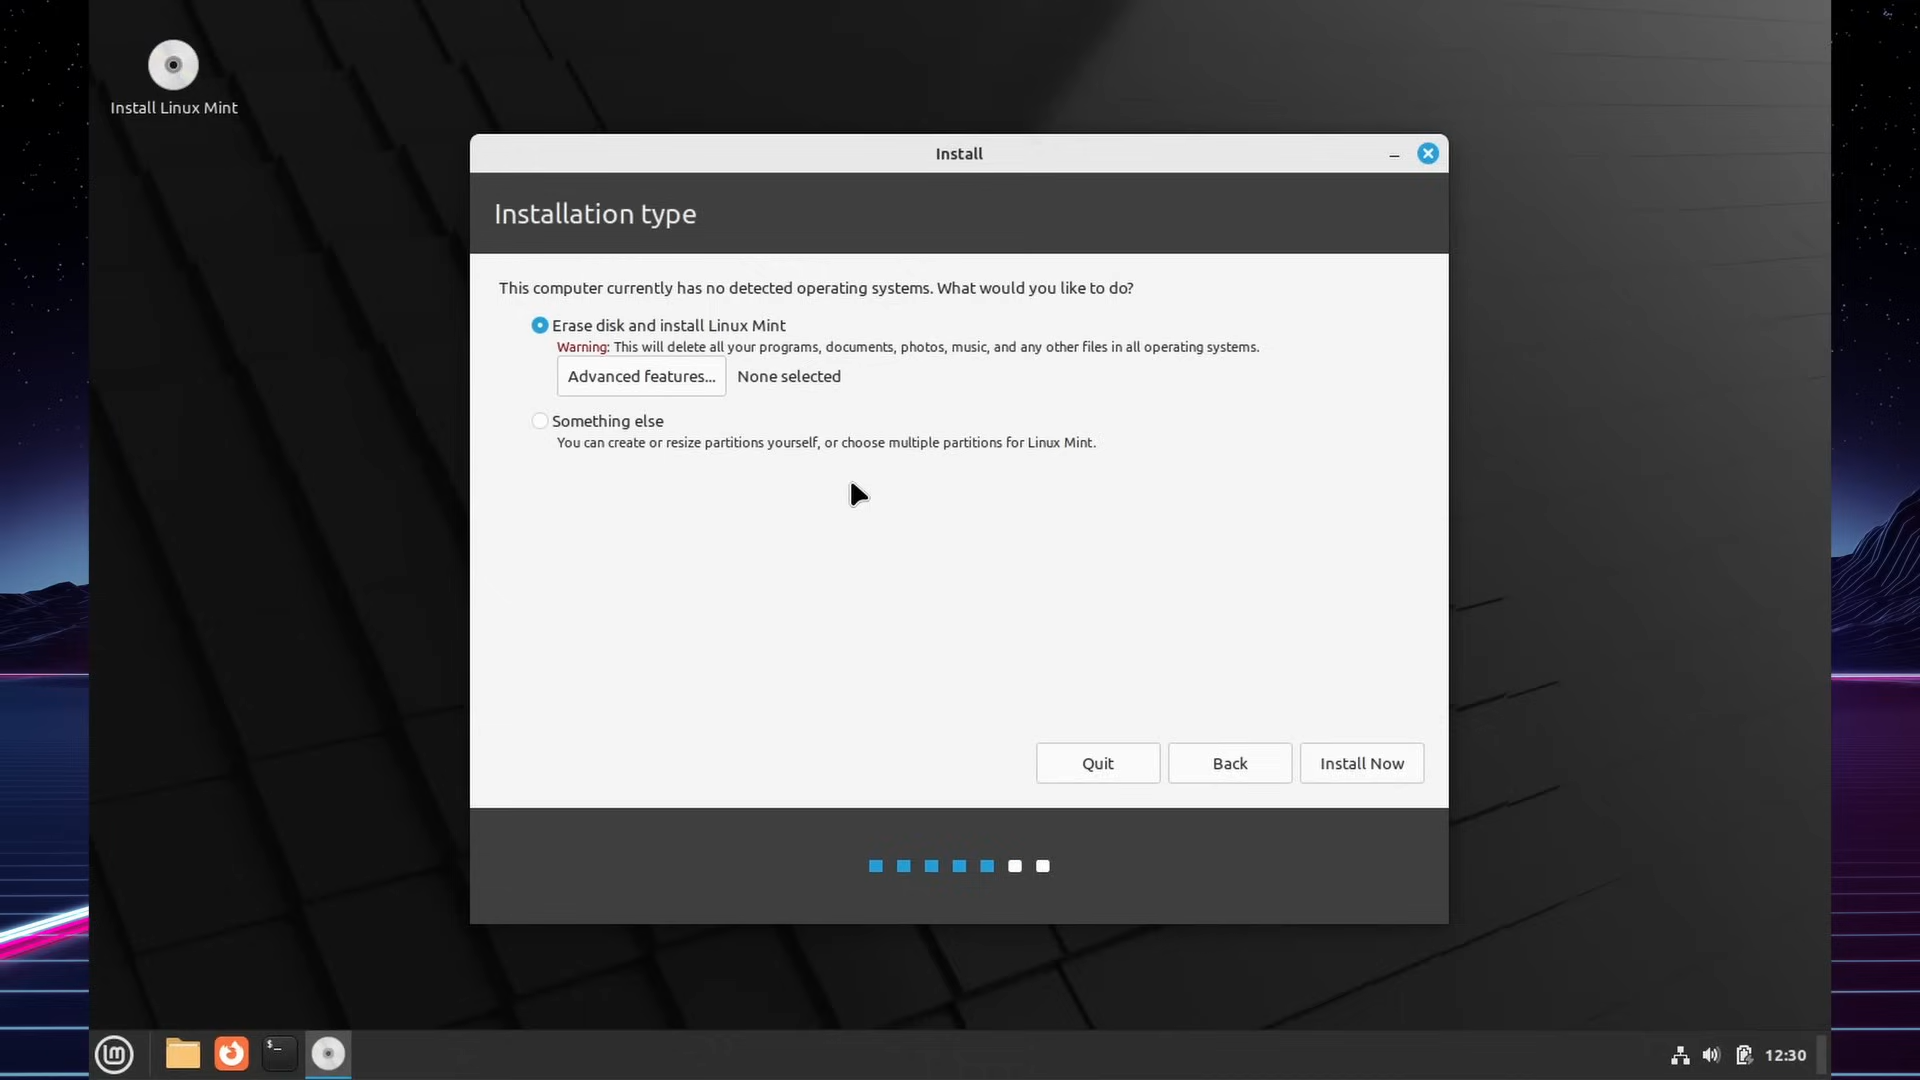 Install Linux Mint
Install
Installation type
This computer currently has no detected operating systems. What would you like to do?
Erase disk and install Linux Mint
Warning: This will delete all your programs, documents, photos, music, and any other files in all operating systems.
Advanced features... None selected
Something else
You can create or resize partitions yourself, or choose multiple partitions for Linux Mint.
Quit Back Install Now
$_
12:30